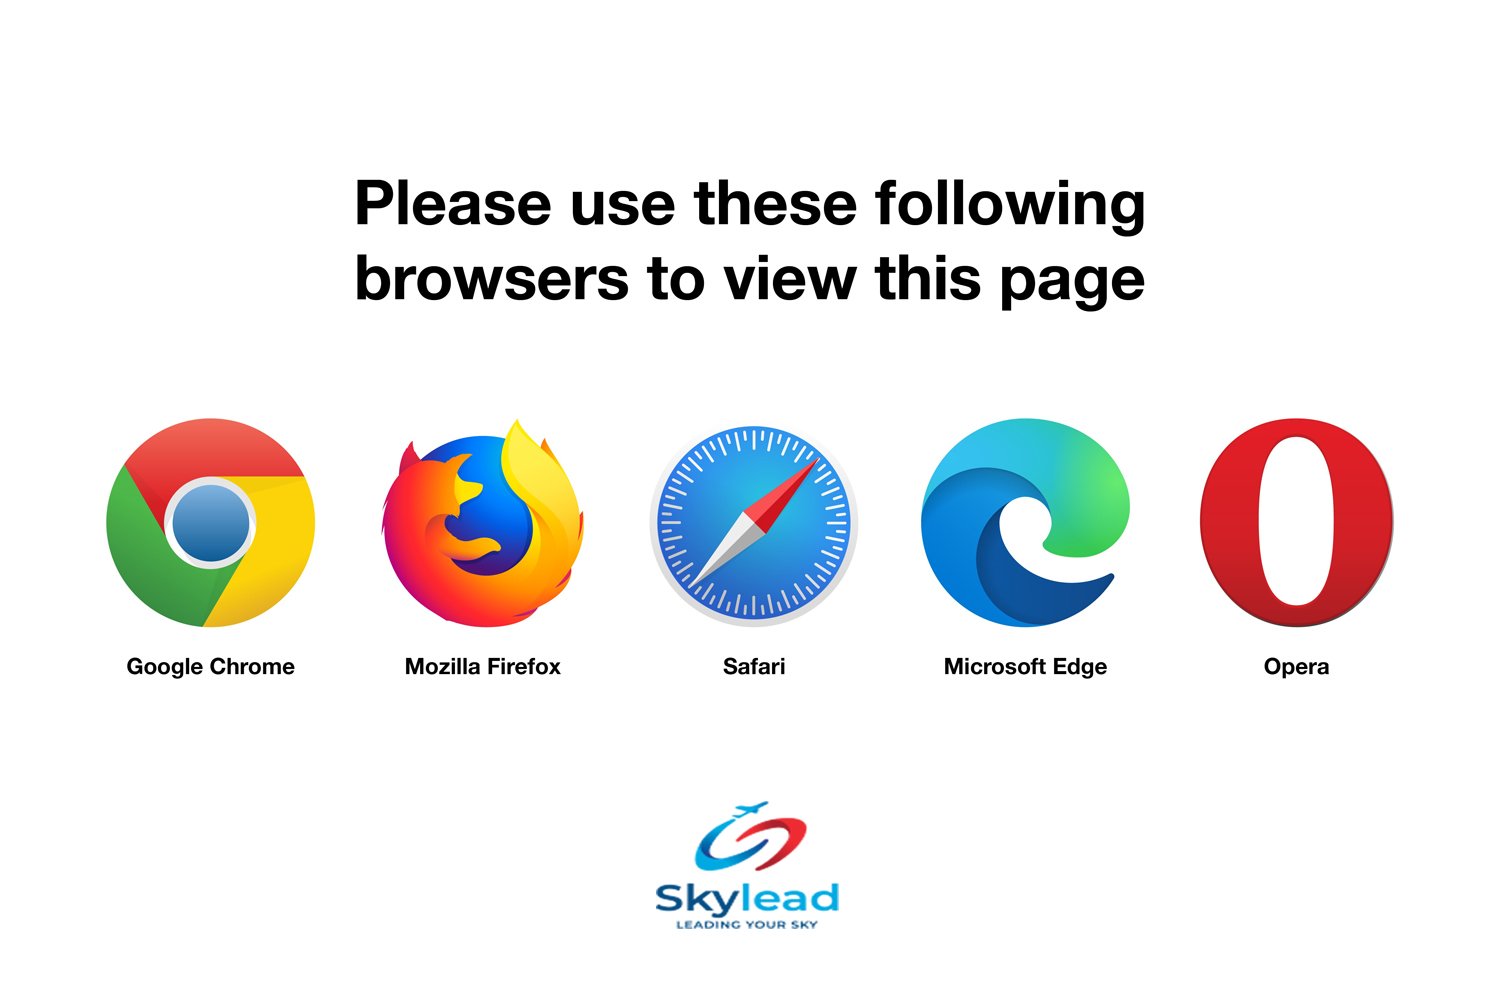 Please use these following
browsers to view this page
Google Chrome
Mozilla Firefox
Safari
Microsoft Edge
Opera
Skylead
LEADING YOUR SKY